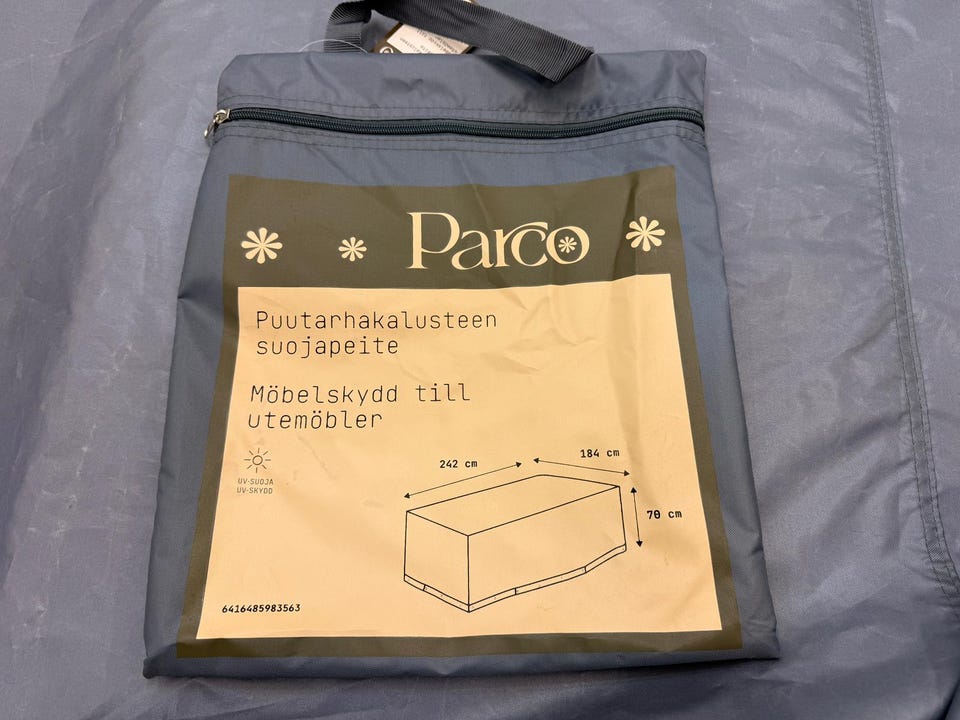 Parco
Puutarhakalusteen
suojapeite
Möbelskydd till
utemöbler
UV-SUOJA
UV-SKYDD
242 cm
184 cm
70 cm
6416485983563